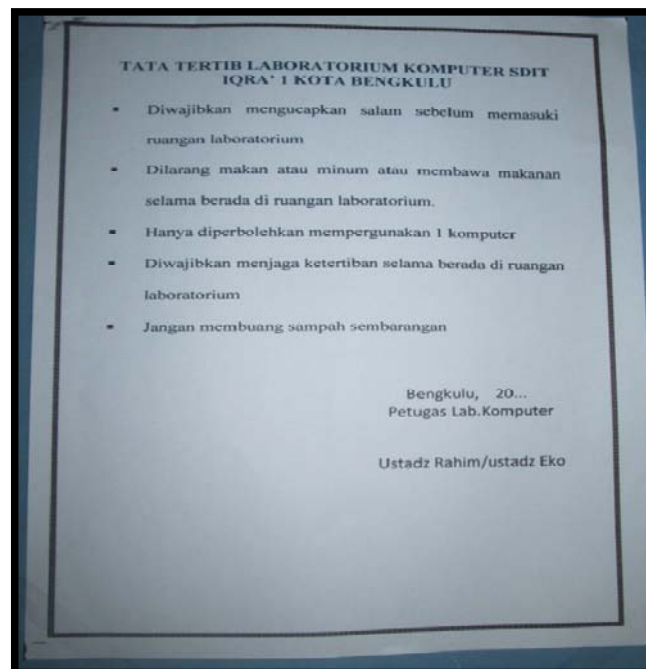 TATA TERTIB LABORATORIUM KOMPUTER SDIT
IQRA' 1 KOTA BENGKULU
▪ Diwajibkan mengucapkan salam sebelum memasuki
ruangan laboratorium
▪ Dilarang makan atau minum atau membawa makanan
selama berada di ruangan laboratorium.
▪ Hanya diperbolehkan mempergunakan 1 komputer
▪ Diwajibkan menjaga ketertiban selama berada di ruangan
laboratorium
▪ Jangan membuang sampah sembarangan
Bengkulu, 20...
Petugas Lab.Komputer
Ustadz Rahim/ustadz Eko